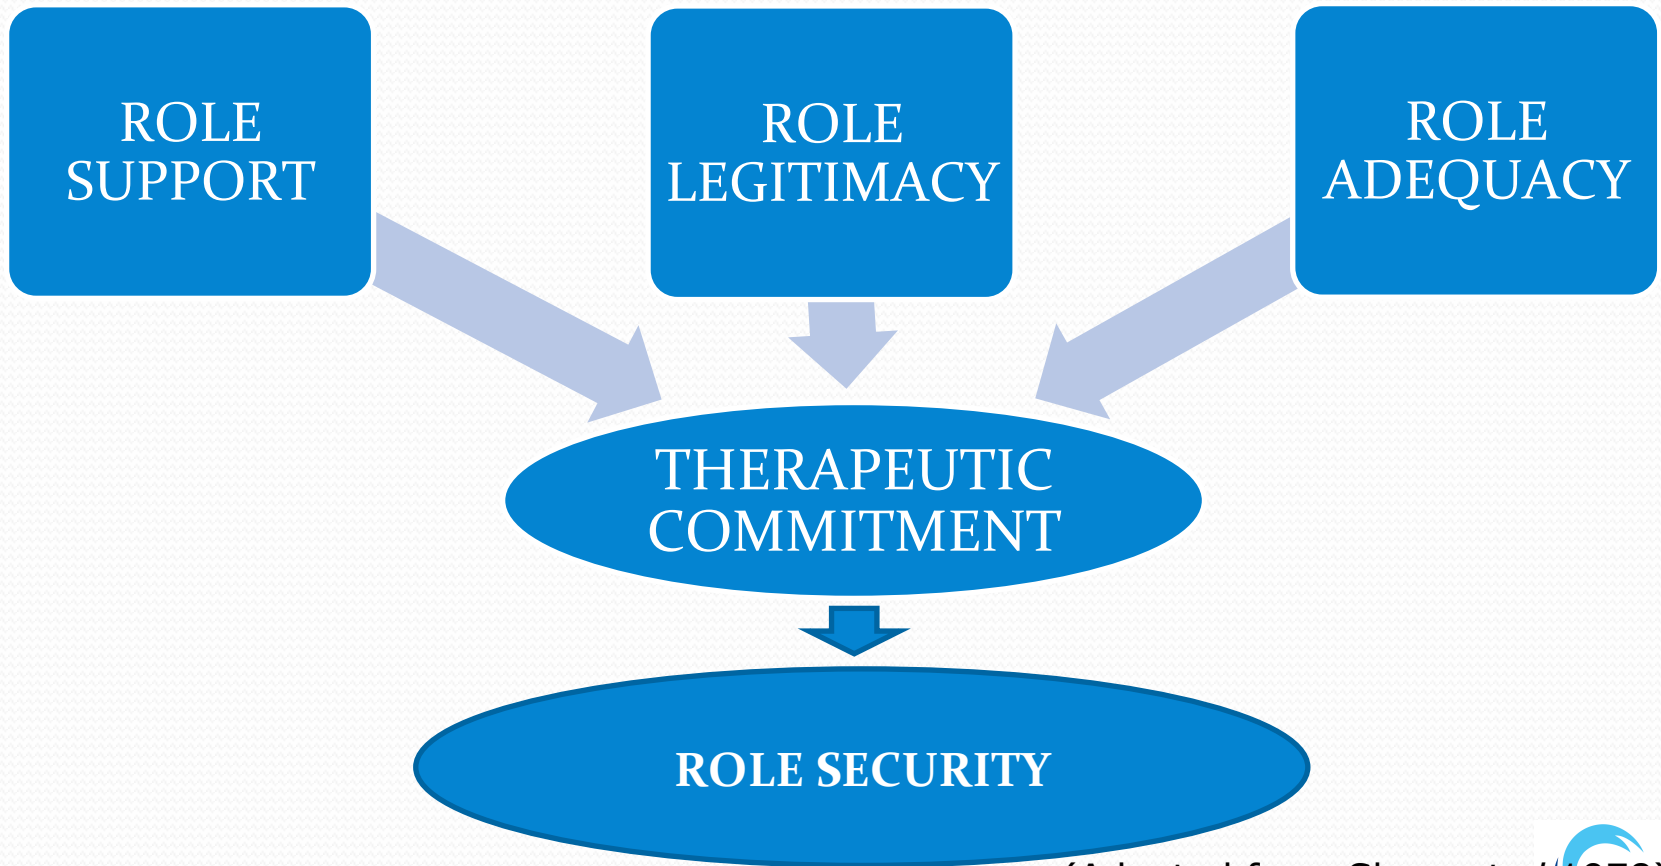 ROLE
SUPPORT
ROLE
LEGITIMACY
ROLE
ADEQUACY
THERAPEUTIC
COMMITMENT
ROLE SECURITY